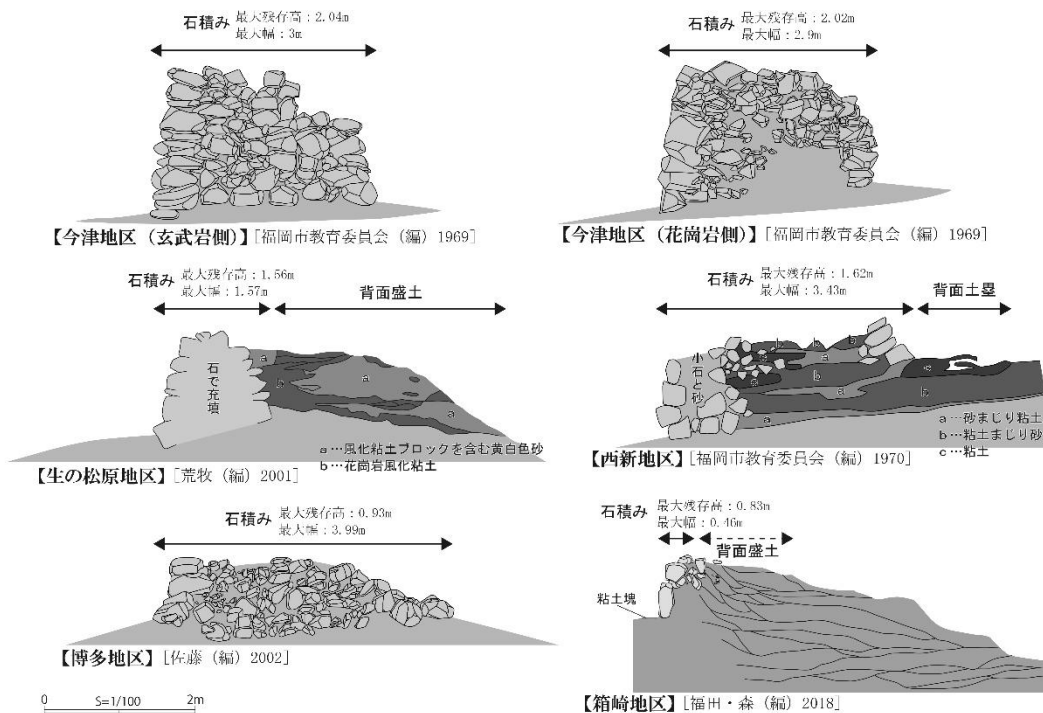 石積み 最大残存高：2.04m
最大幅：3m
【今津地区（玄武岩側）】［福岡市教育委員会（編）1969］
石積み 最大残存高：2.02m
最大幅：2.9m
【今津地区（花崗岩側）】［福岡市教育委員会（編）1969］
石積み 最大残存高：1.56m
最大幅：1.57m
背面盛土
石で充填
a
b
a
a
a…風化粘土ブロックを含む黄白色砂
b…花崗岩風化粘土
【生の松原地区】［荒牧（編）2001］
石積み 最大残存高：1.62m
最大幅：3.43m
背面土塁
小石と砂
b
b
b
a
c
a
b
a
c
b
a…砂まじり粘土
b…粘土まじり砂
c…粘土
【西新地区】［福岡市教育委員会（編）1970］
石積み 最大残存高：0.93m
最大幅：3.99m
【博多地区】［佐藤（編）2002］
石積み 最大残存高：0.83m
最大幅：0.46m
背面盛土
粘土塊
【箱崎地区】［福田・森（編）2018］
0 S=1/100 2m